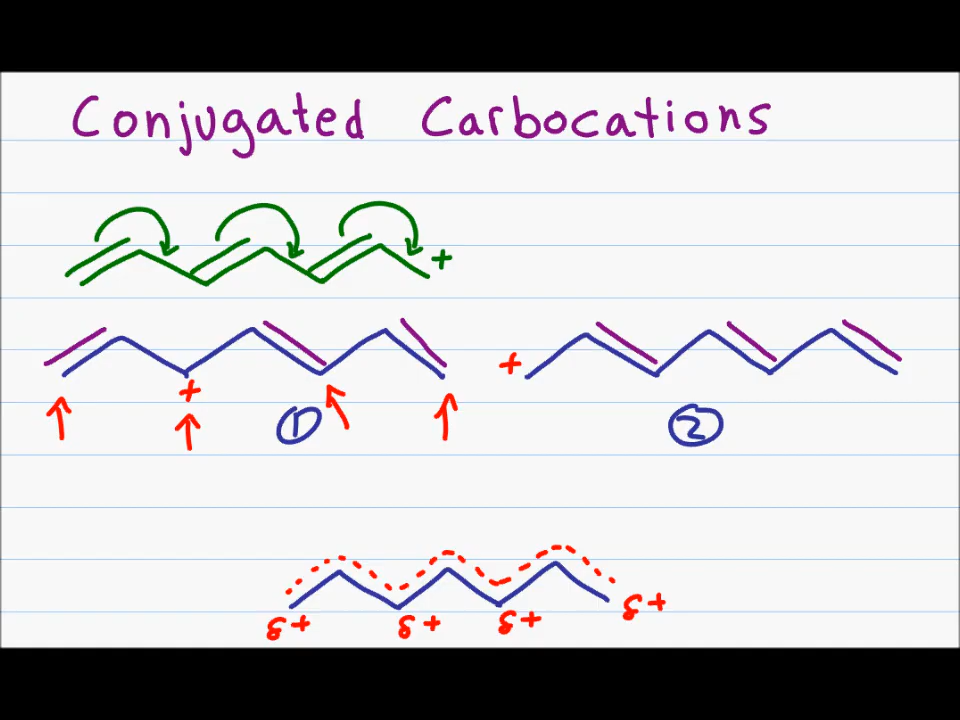 Conjugated Carbocations
+
+ +
① ②
δ+ δ+ δ+ δ+